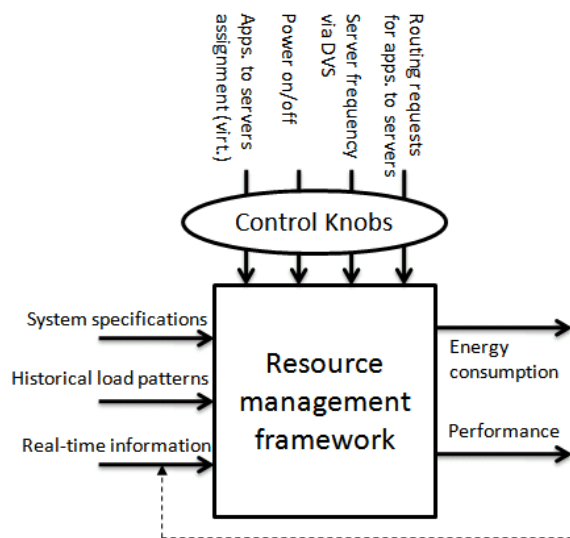 Apps. to servers
assignment (virt.)
Power on/off
Server frequency
via DVS
Routing requests
for apps. to servers
Control Knobs
System specifications
Historical load patterns
Real-time information
Resource
management
framework
Energy
consumption
Performance